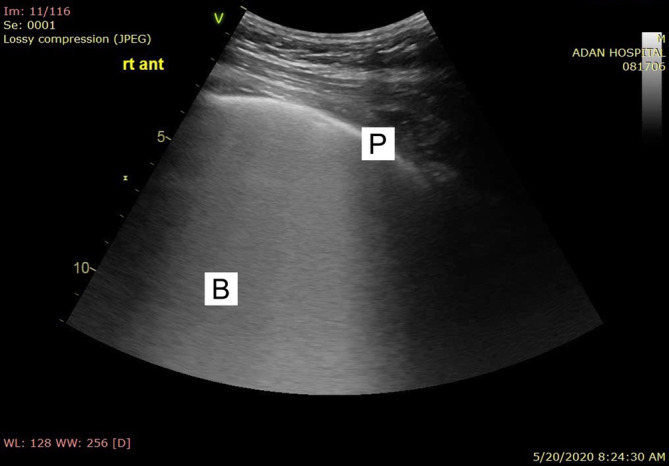 Im: 11/116
Se: 0001
Lossy compression (JPEG)
V
M
ADAN HOSPITAL
081706
rt ant
5
P
10
B
WL: 128 WW: 256 [D]
5/20/2020 8:24:30 AM